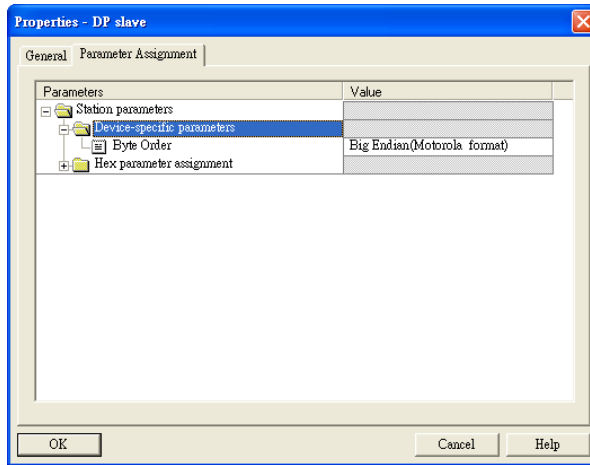 Properties - DP slave
General Parameter Assignment
Parameters Value
Station parameters
Device-specific parameters
Byte Order Big Endian(Motorola format)
Hex parameter assignment
OK Cancel Help